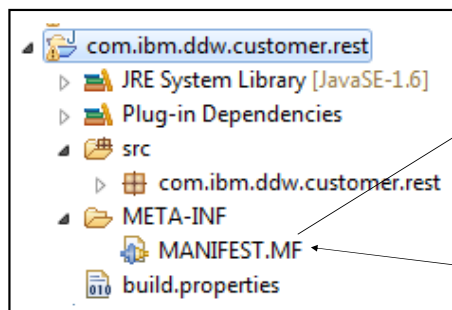 com.ibm.ddw.customer.rest
JRE System Library [JavaSE-1.6]
Plug-in Dependencies
src
com.ibm.ddw.customer.rest
META-INF
MANIFEST.MF
010
build.properties